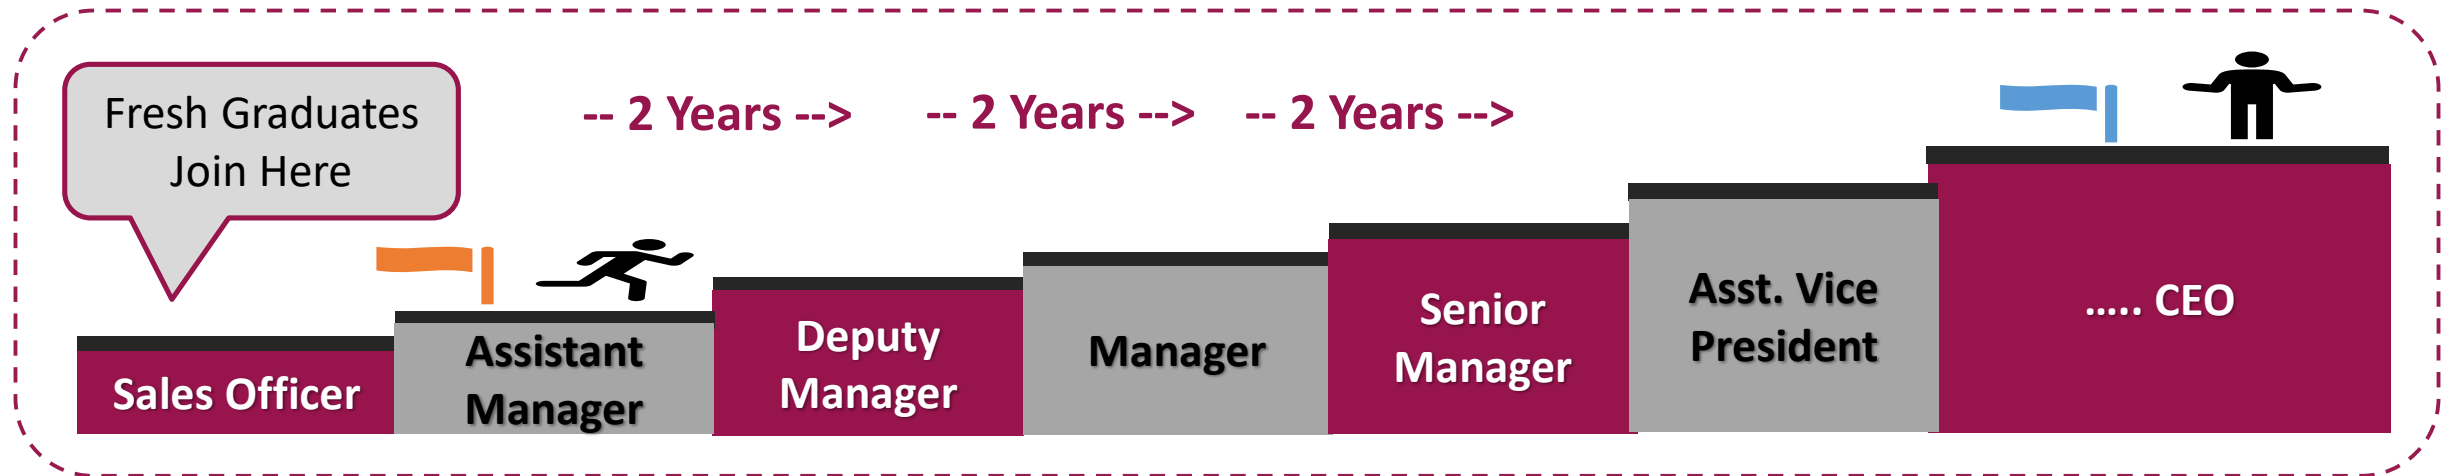 Fresh Graduates
Join Here
-- 2 Years --> -- 2 Years --> -- 2 Years -->
Sales Officer
Assistant
Manager
Deputy
Manager
Manager
Senior
Manager
Asst. Vice
President
..... CEO